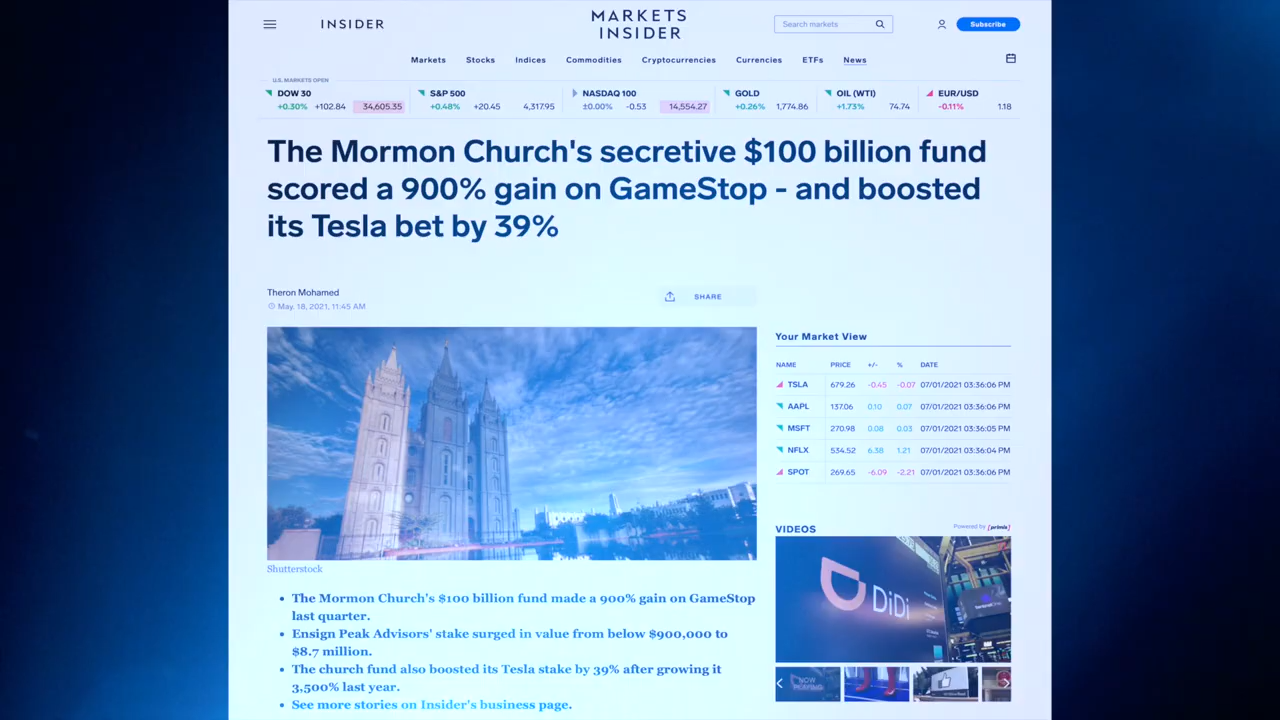 INSIDER
MARKETS
INSIDER
Search markets
Subscribe
Markets Stocks Indices Commodities Cryptocurrencies Currencies ETFs News
U.S. MARKETS OPEN
DOW 30
+0.30% +102.84 34,605.35
S&P 500
+0.48% +20.45 4,317.95
NASDAQ 100
±0.00% -0.53 14,554.27
GOLD
+0.26% 1,774.86
OIL (WTI)
+1.73% 74.74
EUR/USD
-0.11% 1.18
The Mormon Church's secretive $100 billion fund
scored a 900% gain on GameStop - and boosted
its Tesla bet by 39%
Theron Mohamed
May. 18, 2021, 11:45 AM
SHARE
Shutterstock
• The Mormon Church's $100 billion fund made a 900% gain on GameStop
last quarter.
• Ensign Peak Advisors' stake surged in value from below $900,000 to
$8.7 million.
• The church fund also boosted its Tesla stake by 39% after growing it
3,500% last year.
• See more stories on Insider's business page.
Your Market View
NAME PRICE +/- % DATE
TSLA 679.26 -0.45 -0.07 07/01/2021 03:36:06 PM
AAPL 137.06 0.10 0.07 07/01/2021 03:36:06 PM
MSFT 270.98 0.08 0.03 07/01/2021 03:36:05 PM
NFLX 534.52 6.38 1.21 07/01/2021 03:36:04 PM
SPOT 269.65 -6.09 -2.21 07/01/2021 03:36:06 PM
VIDEOS
Powered by [primis]
DiDi
NOW
PLAYING